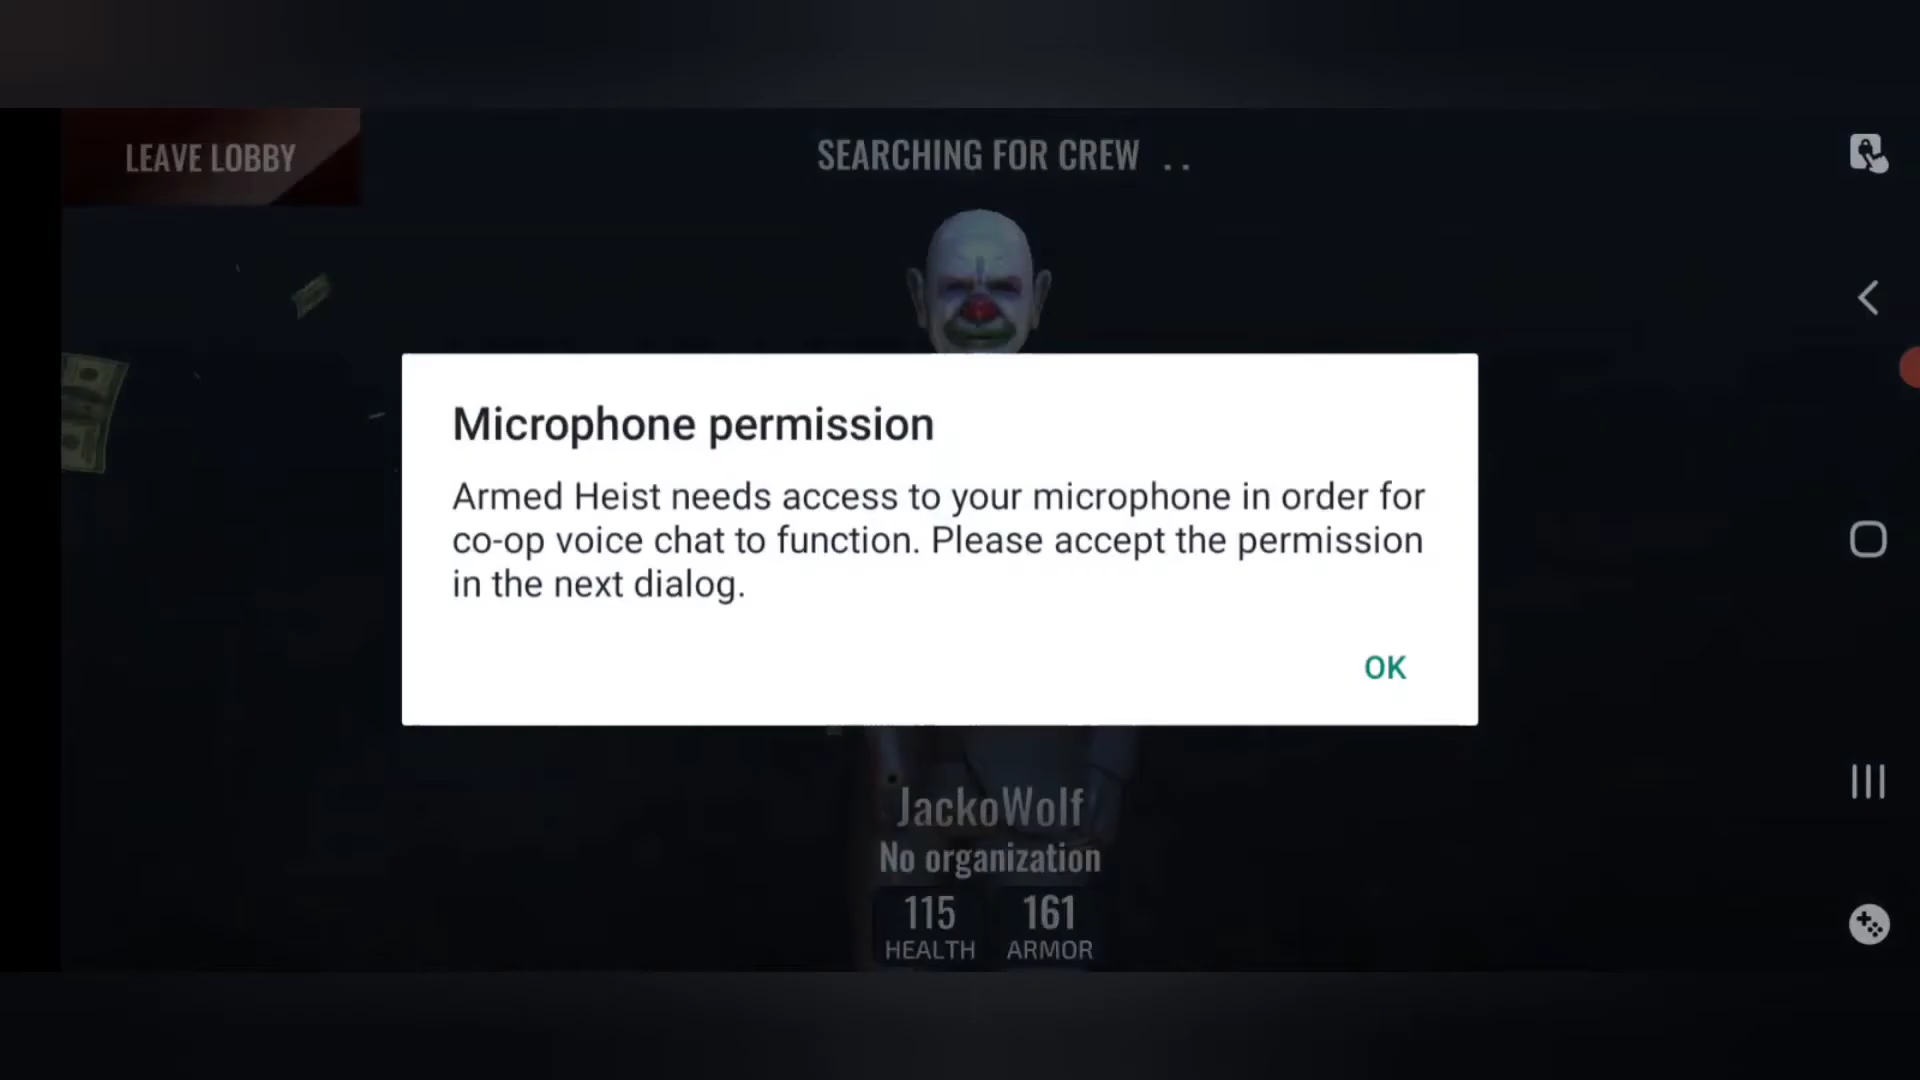 LEAVE LOBBY
SEARCHING FOR CREW ..
Microphone permission
Armed Heist needs access to your microphone in order for
co-op voice chat to function. Please accept the permission
in the next dialog.
OK
JackoWolf
No organization
115 161
HEALTH ARMOR